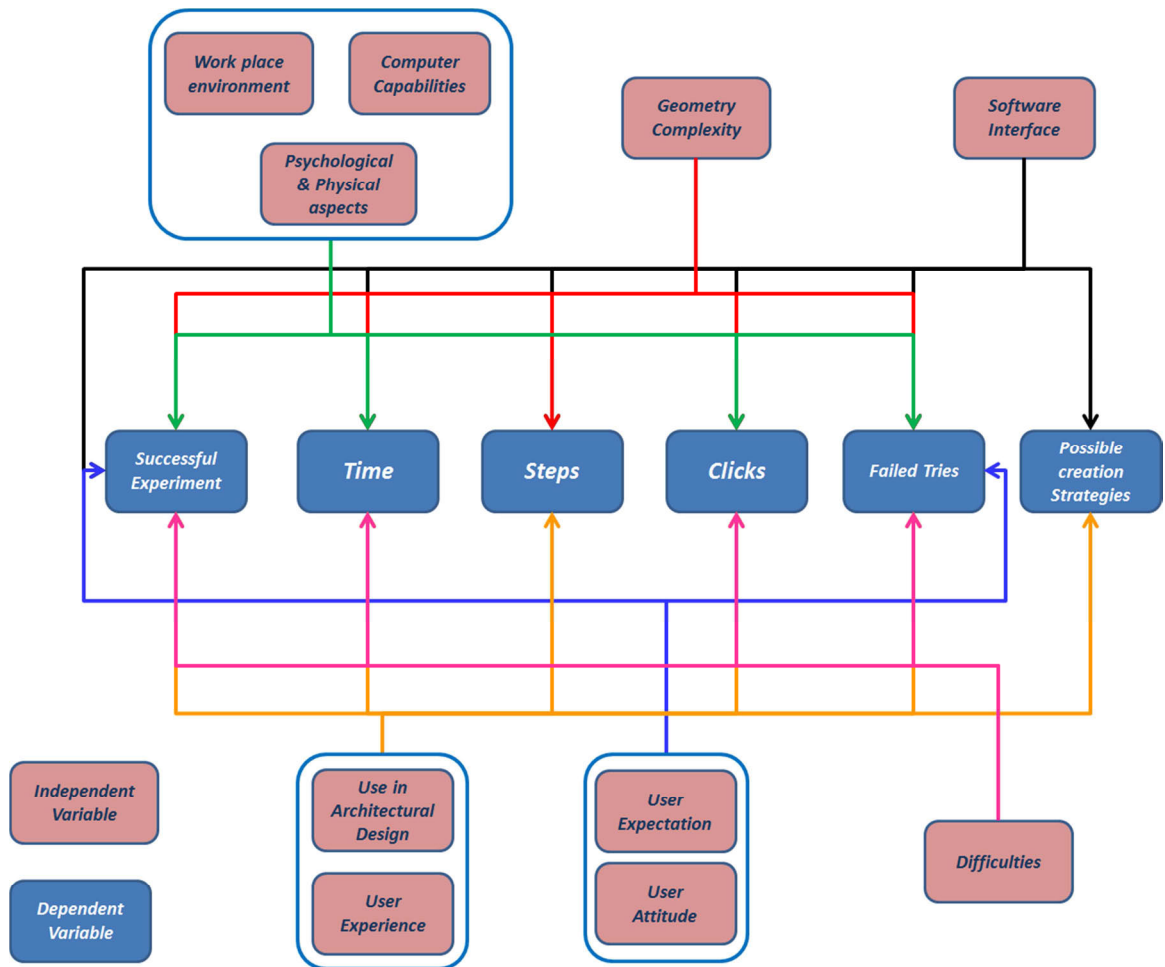 Work place
environment
Computer
Capabilities
Psychological
& Physical
aspects
Geometry
Complexity
Software
Interface
Successful
Experiment
Time
Steps
Clicks
Failed Tries
Possible
creation
Strategies
Independent
Variable
Dependent
Variable
Use in
Architectural
Design
User
Experience
User
Expectation
User
Attitude
Difficulties